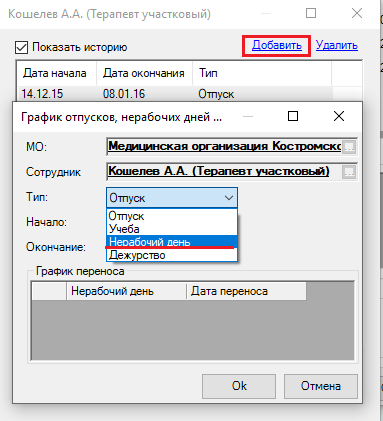 Кошелев А.А. (Терапевт участковый)
Показать историю Добавить Удалить
Дата начала Дата окончания Тип
14.12.15 08.01.16 Отпуск
График отпусков, нерабочих дней ...
МО: Медицинская организация Костромско
Сотрудник Кошелев А.А. (Терапевт участковый)
Тип: Отпуск
Отпуск
Начало: Учеба
Нерабочий день
Окончание: Дежурство
График переноса
Нерабочий день Дата переноса
Ok Отмена